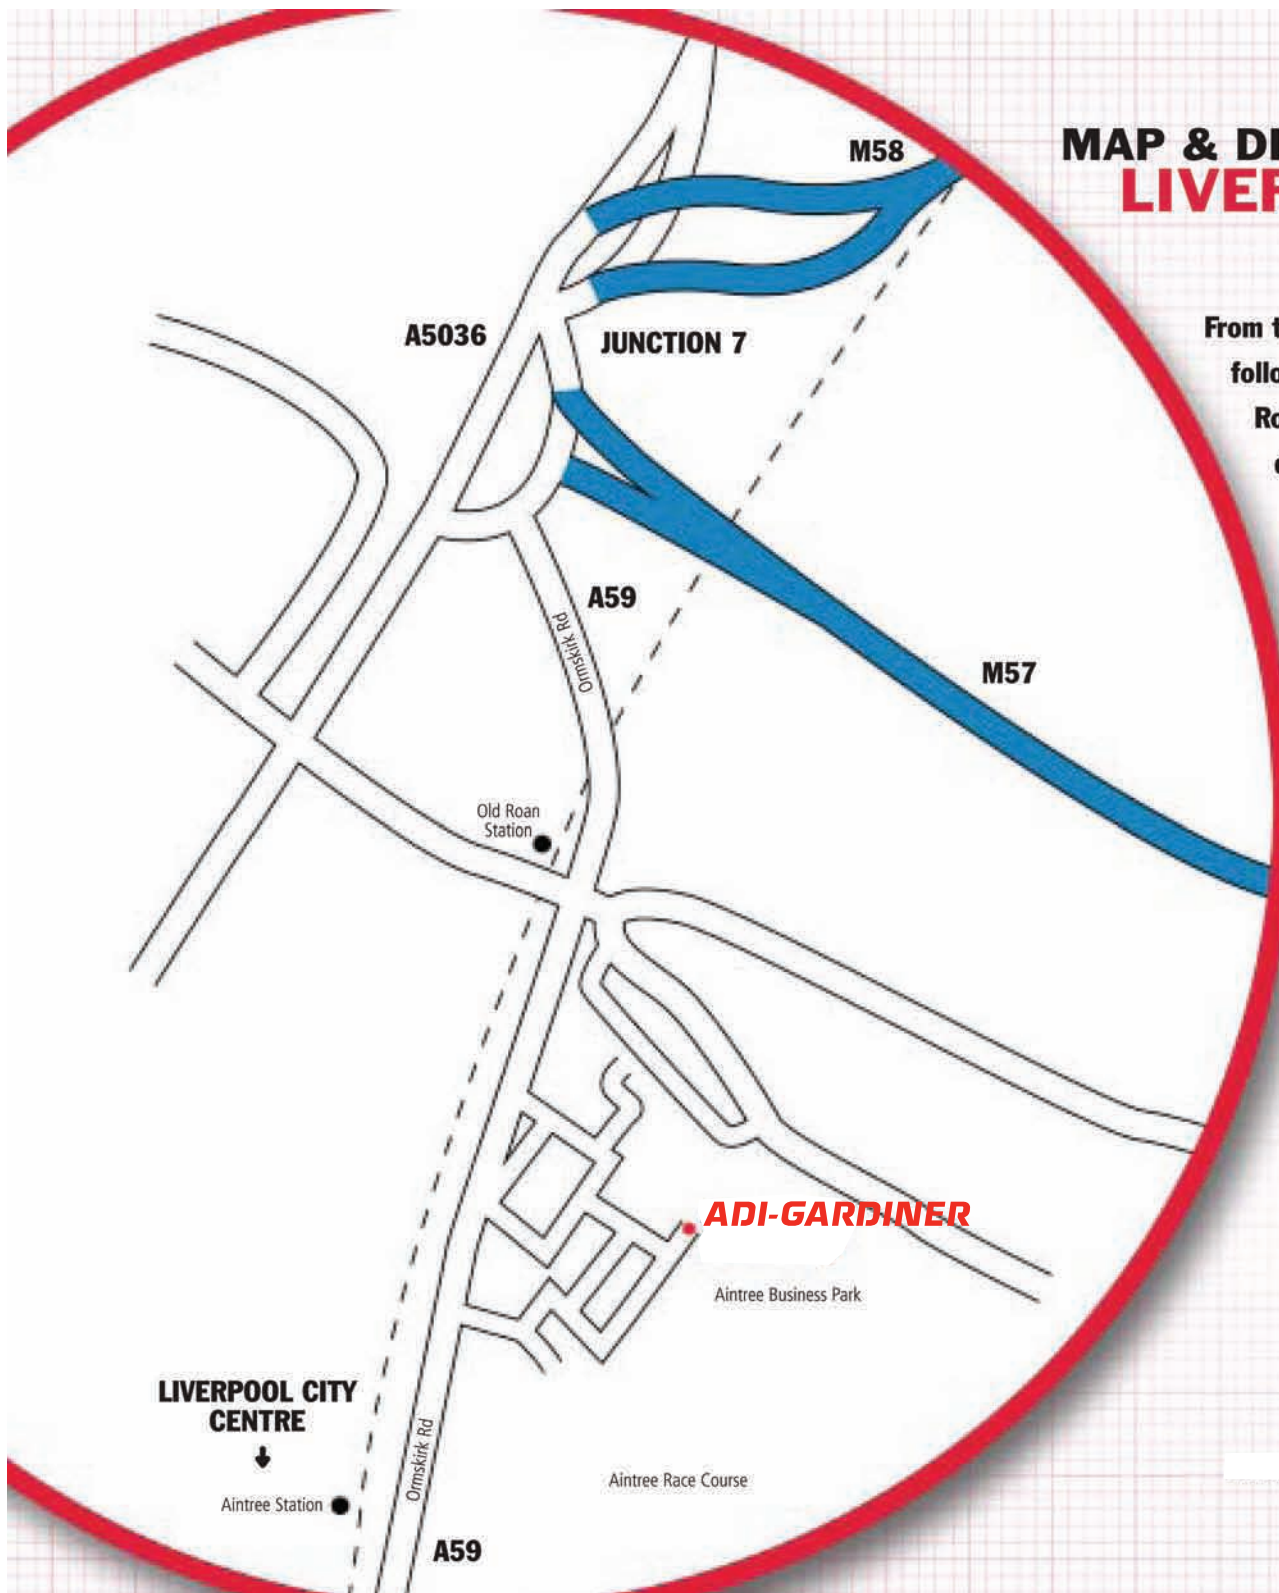 M58
MAP & DI
LIVER
A5036
JUNCTION 7
From t
follo
Ro
A59
Ormskirk Rd
M57
Old Roan
Station
ADI-GARDINER
Aintree Business Park
LIVERPOOL CITY
CENTRE
Ormskirk Rd
Aintree Race Course
Aintree Station
A59